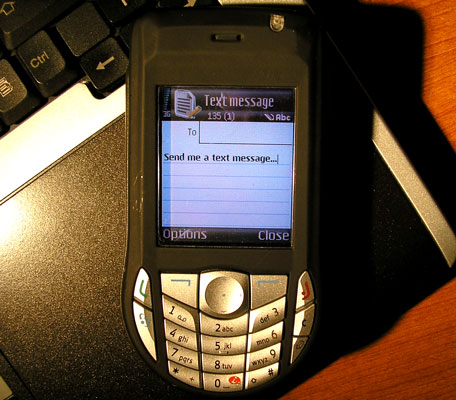 Ctrl
Text message
3G
135 (1)
Abc
To
Send me a text message...
Options
Close
1
2 abc
def 3
4 ghi
5 jkl
mno 6
7 pqrs
8 tuv
wxyz 9
* +
0
#